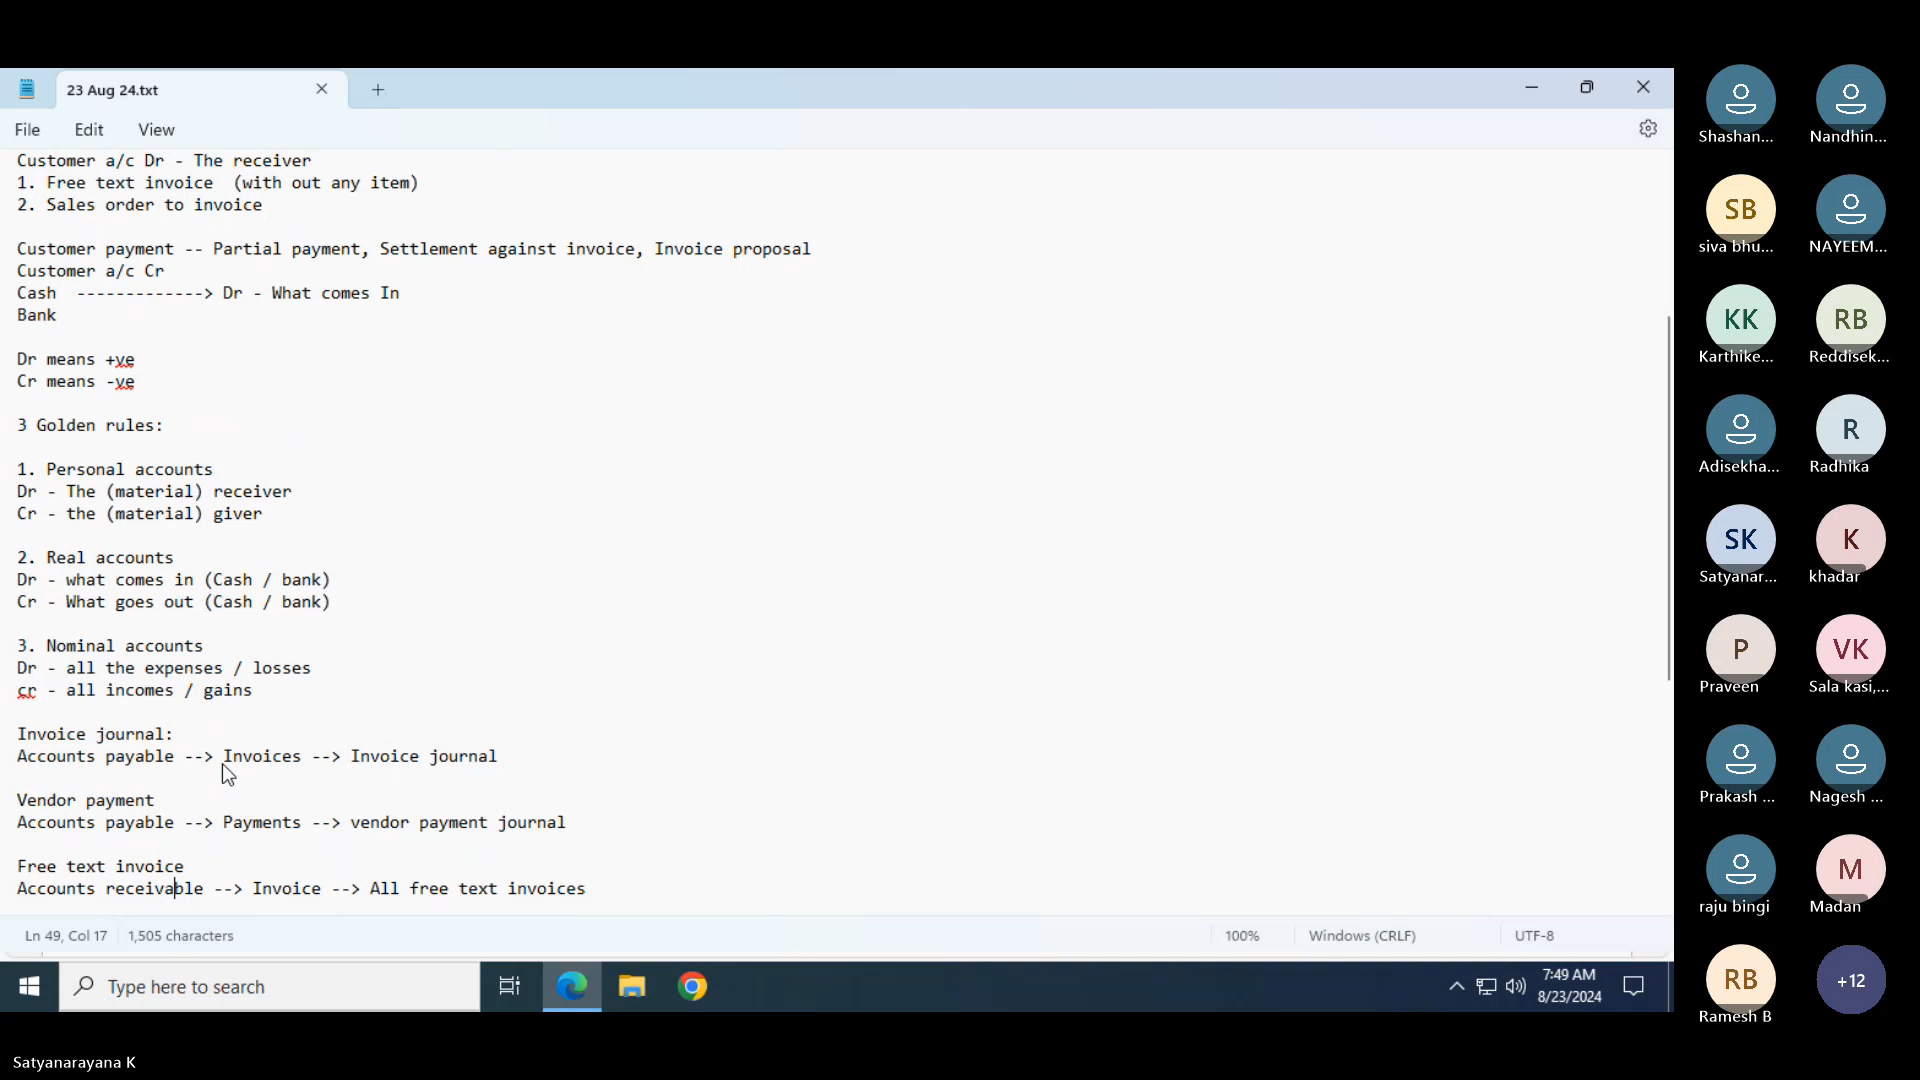 23 Aug 24.txt
File Edit View
Customer a/c Dr - The receiver
1. Free text invoice  (with out any item)
2. Sales order to invoice
Customer payment -- Partial payment, Settlement against invoice, Invoice proposal
Customer a/c Cr
Cash  -------------> Dr - What comes In
Bank
Dr means +ve
Cr means -ve
3 Golden rules:
1. Personal accounts
Dr - The (material) receiver
Cr - the (material) giver
2. Real accounts
Dr - what comes in (Cash / bank)
Cr - What goes out (Cash / bank)
3. Nominal accounts
Dr - all the expenses / losses
cr - all incomes / gains
Invoice journal:
Accounts payable --> Invoices --> Invoice journal
Vendor payment
Accounts payable --> Payments --> vendor payment journal
Free text invoice
Accounts receivable --> Invoice --> All free text invoices
Ln 49, Col 17 1,505 characters 100% Windows (CRLF) UTF-8
Type here to search
7:49 AM
8/23/2024
Satyanarayana K
Shashan... Nandhin...
SB
siva bhu... NAYEEM...
KK RB
Karthike... Reddisek...
R
Adisekha... Radhika
SK K
Satyanar... khadar
P VK
Praveen Sala kasi,...
Prakash ... Nagesh ...
M
raju bingi Madan
RB +12
Ramesh B